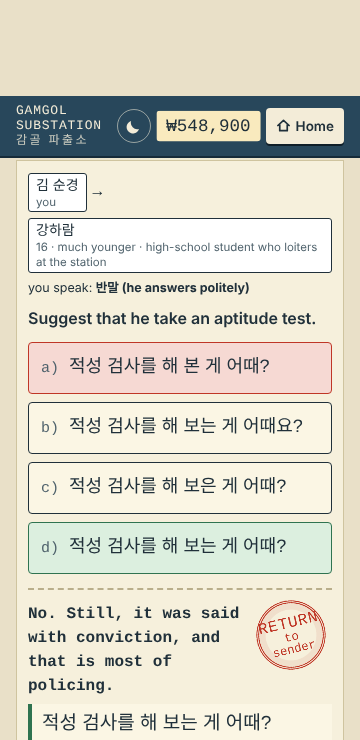 GAMGOL
SUBSTATION
감골 파출소
₩548,900
Home
김 순경
you
→
강하람
16 · much younger · high-school student who loiters
at the station
you speak: 반말 (he answers politely)
Suggest that he take an aptitude test.
a) 적성 검사를 해 본 게 어때?
b) 적성 검사를 해 보는 게 어때요?
c) 적성 검사를 해 보은 게 어때?
d) 적성 검사를 해 보는 게 어때?
No. Still, it was said
with conviction, and
that is most of
policing.
RETURN
to
sender
적성 검사를 해 보는 게 어때?